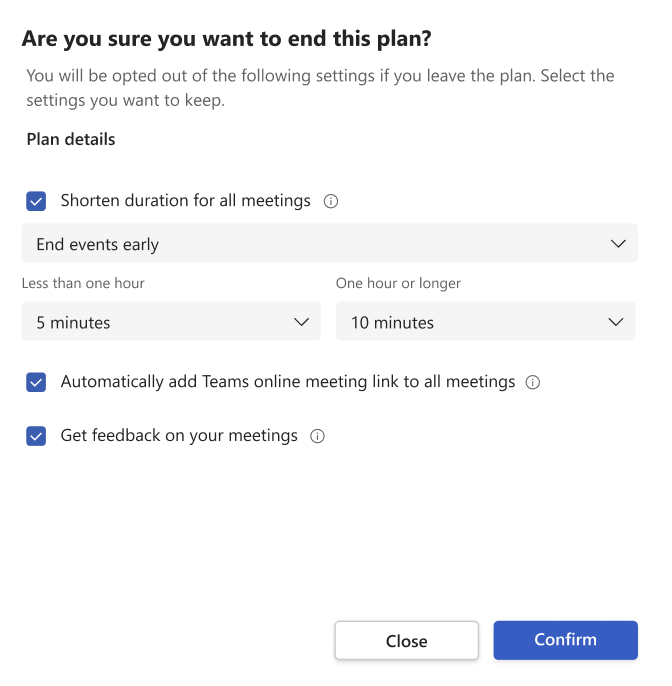 Are you sure you want to end this plan?
You will be opted out of the following settings if you leave the plan. Select the
settings you want to keep.
Plan details
Shorten duration for all meetings
End events early
Less than one hour
One hour or longer
5 minutes
10 minutes
Automatically add Teams online meeting link to all meetings
Get feedback on your meetings
Close
Confirm